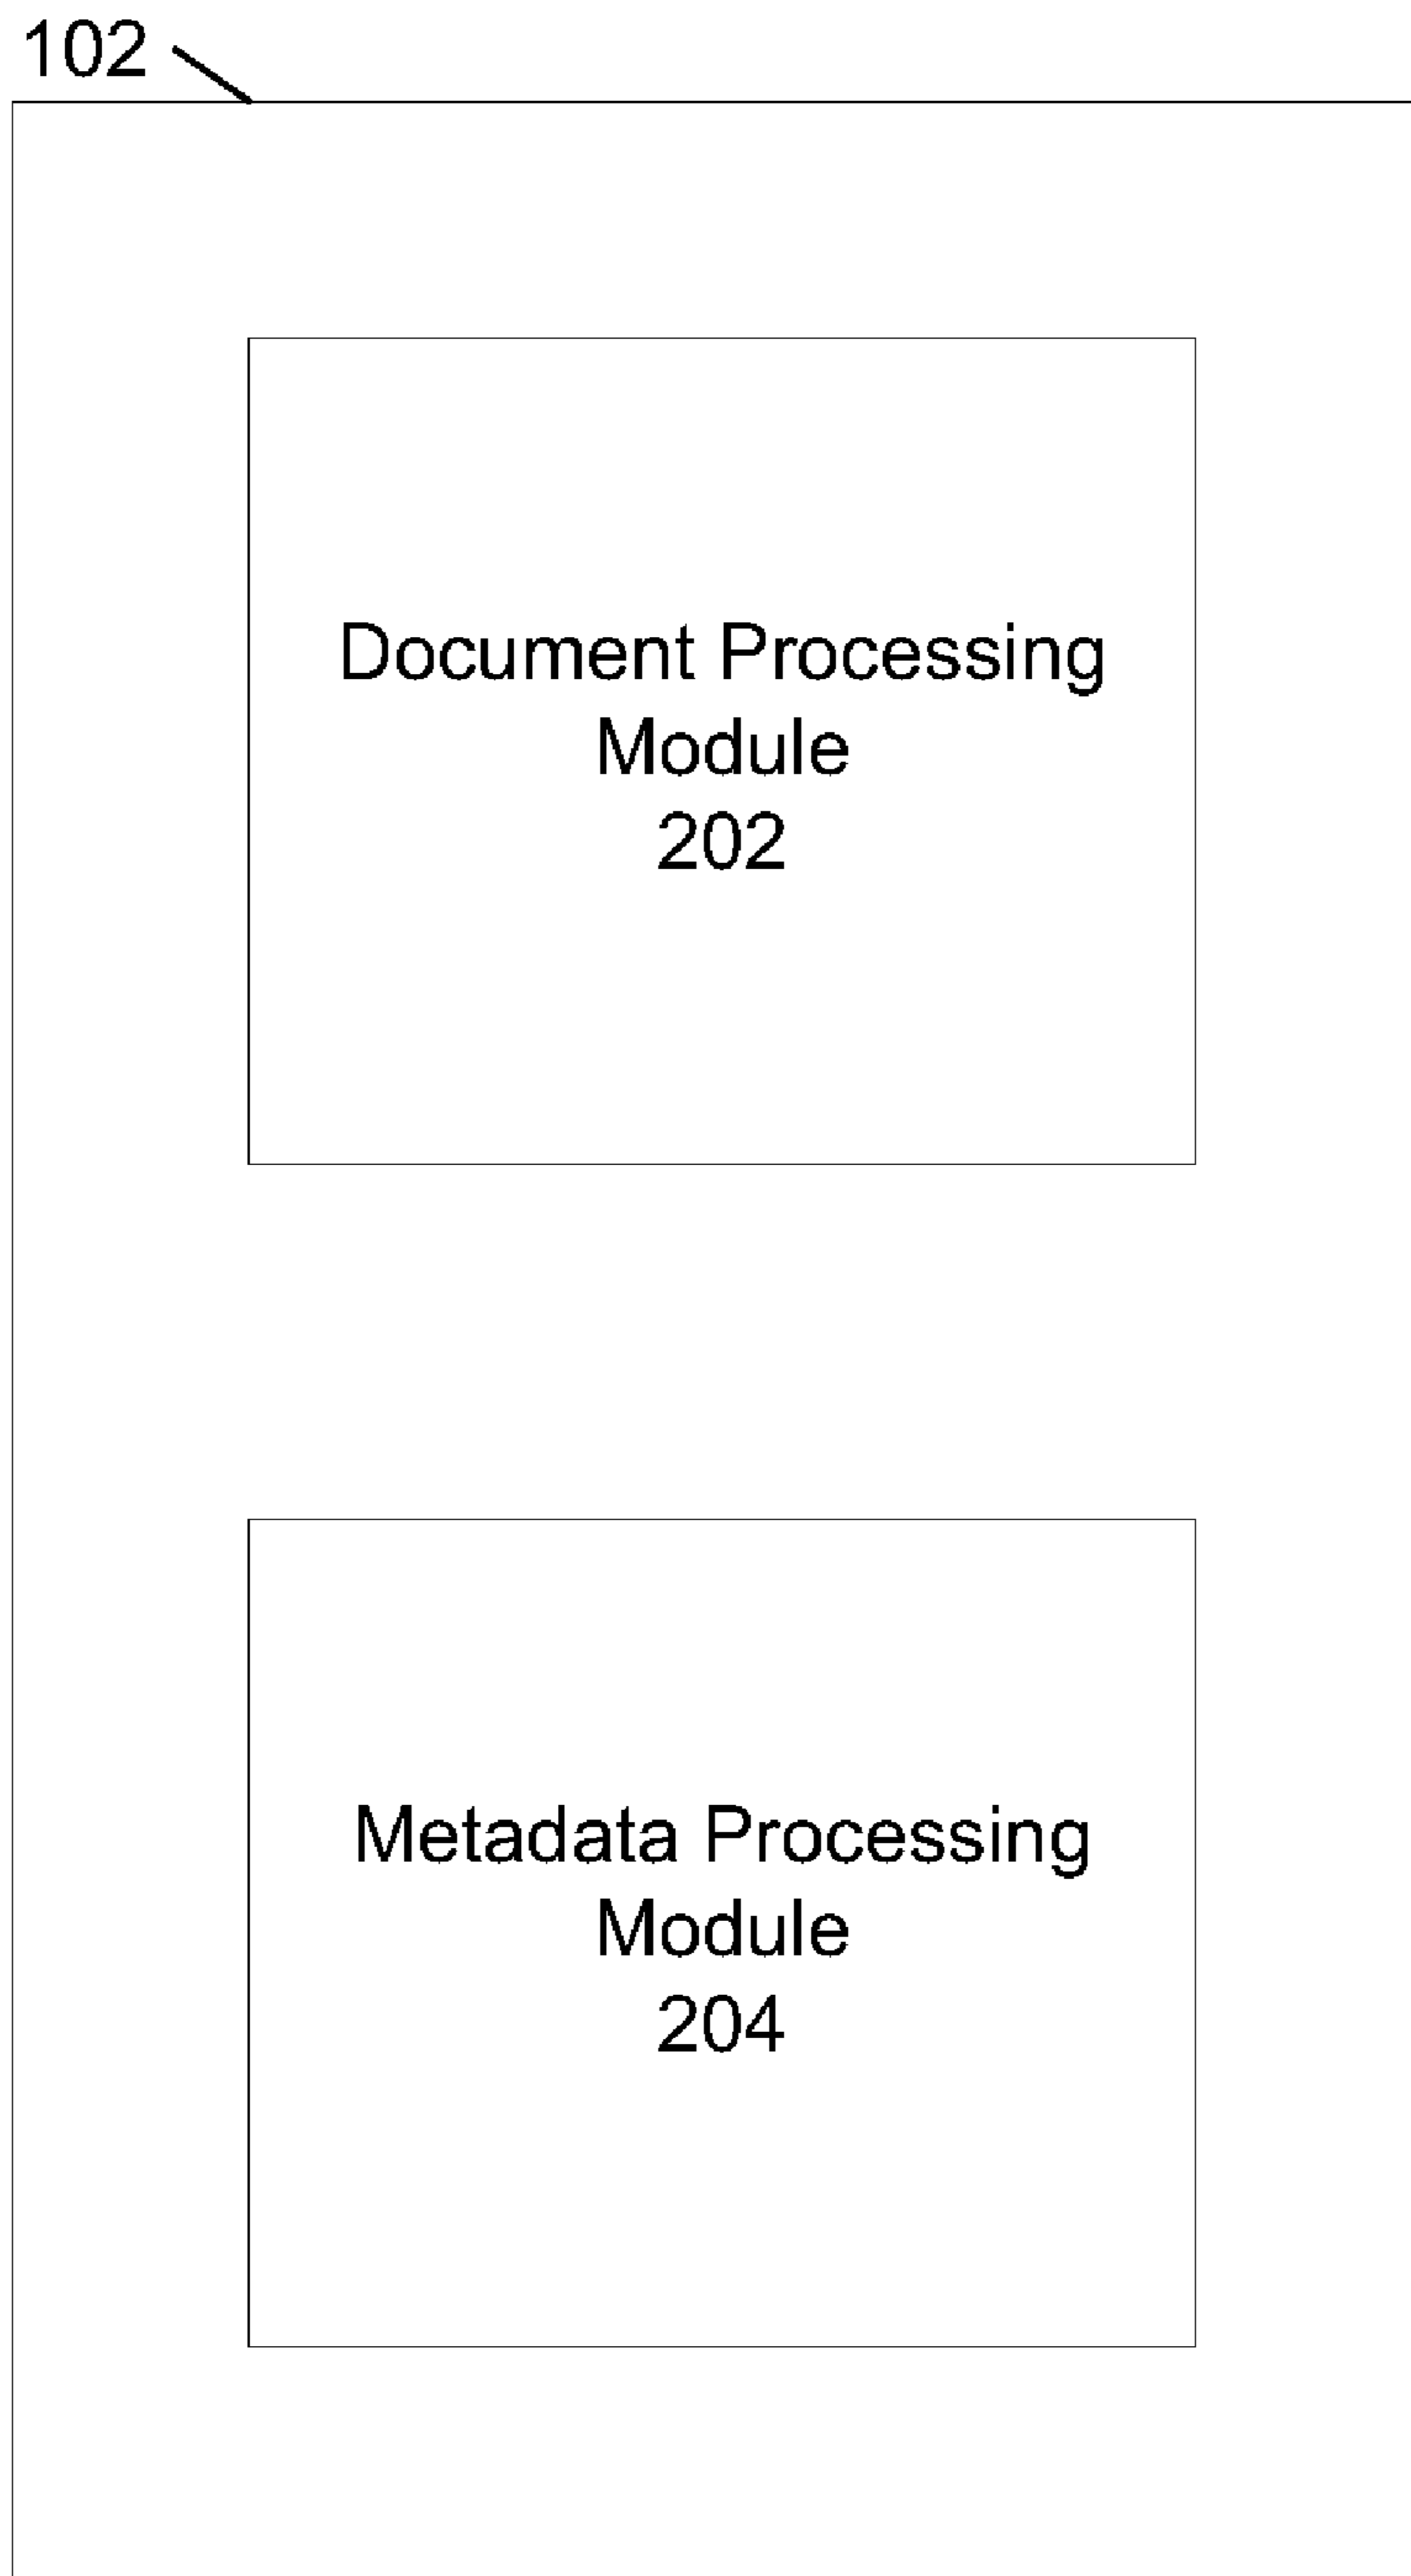 102
Document Processing
Module
202
Metadata Processing
Module
204